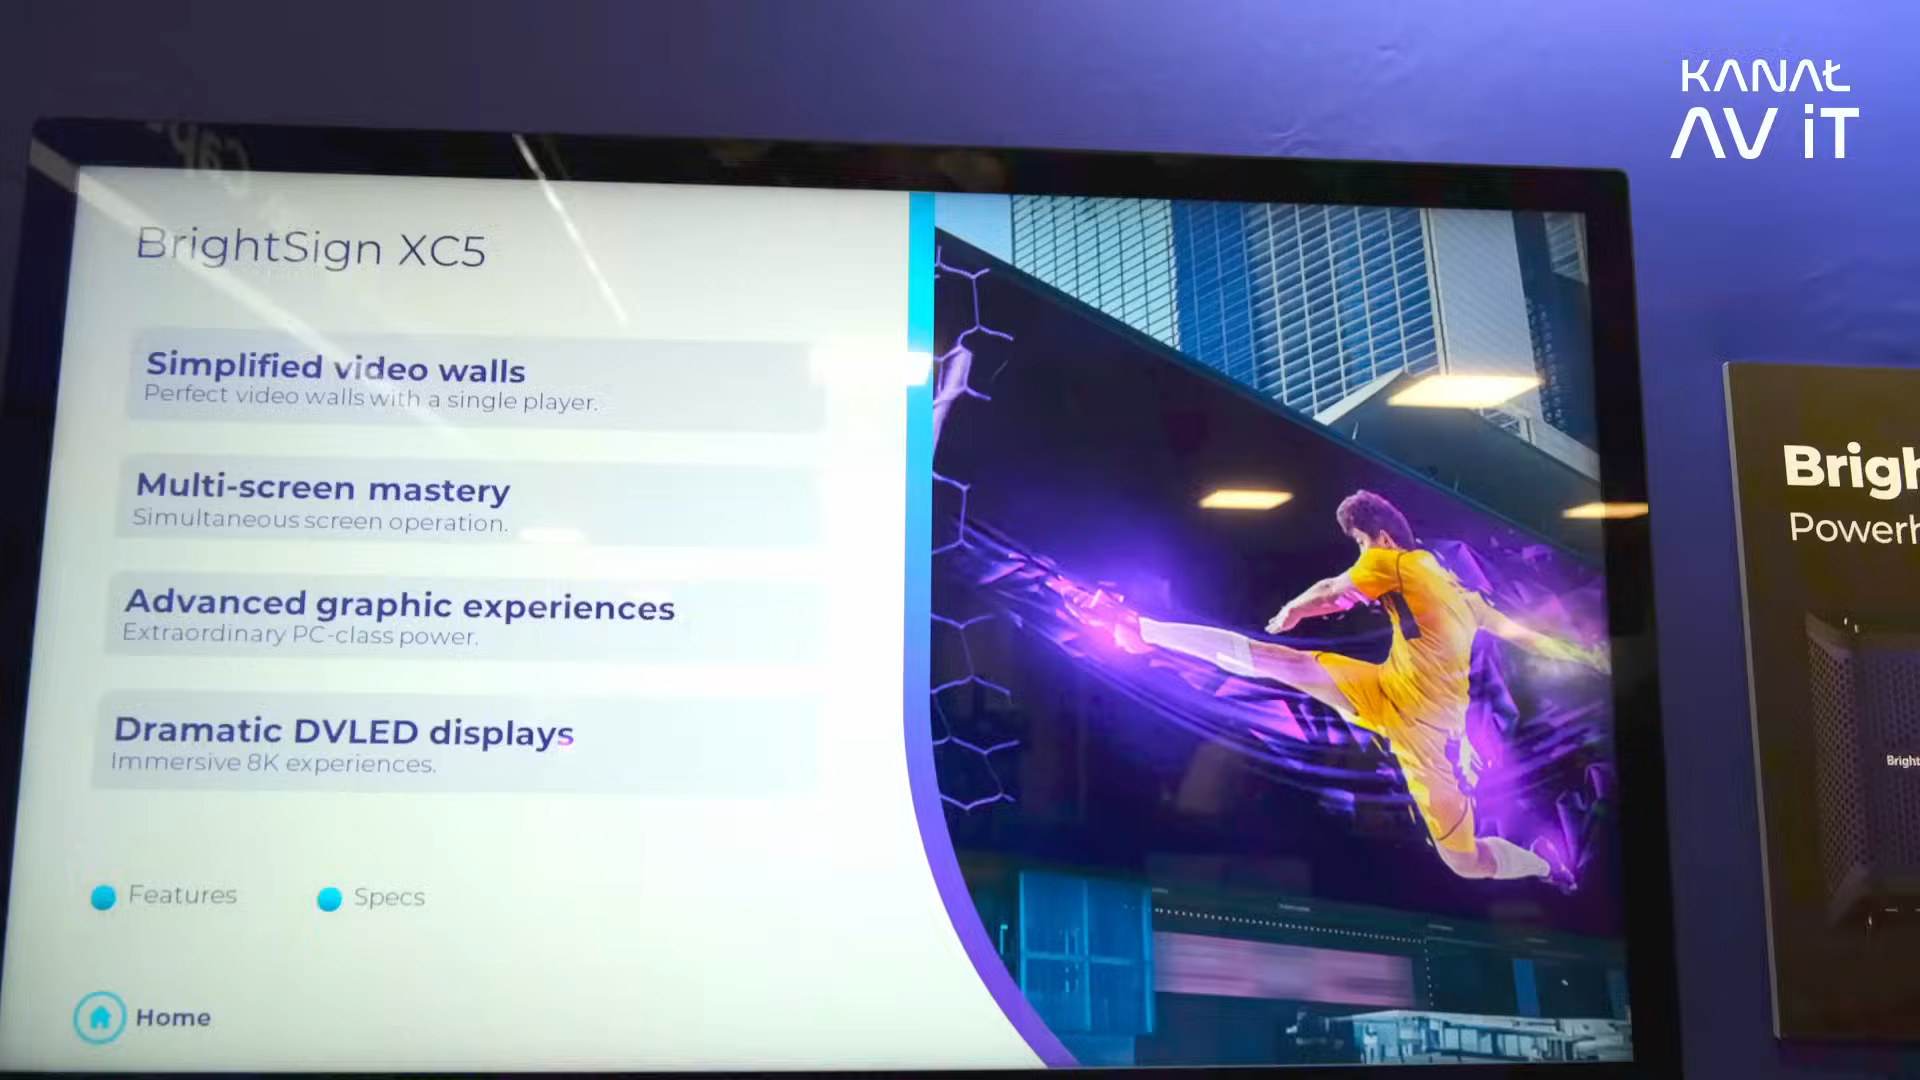 KANAŁ
AV iT
BrightSign XC5
Simplified video walls
Perfect video walls with a single player.
Multi-screen mastery
Simultaneous screen operation.
Advanced graphic experiences
Extraordinary PC-class power.
Dramatic DVLED displays
Immersive 8K experiences.
Features
Specs
Home
Brigh
Powerh
Bright